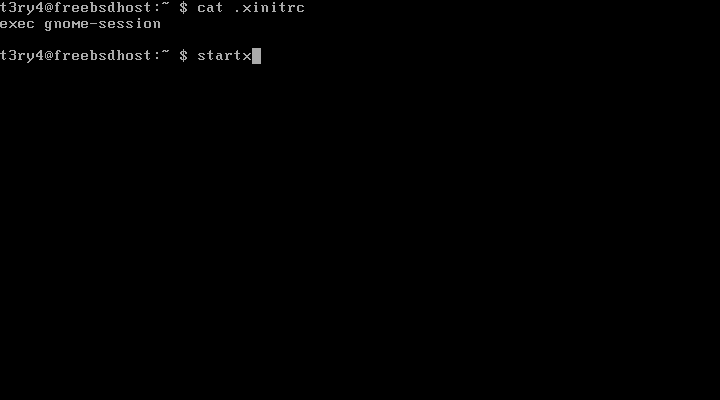 t3ry4@freebsdhost:~ $ cat .xinitrc
exec gnome-session
t3ry4@freebsdhost:~ $ startx